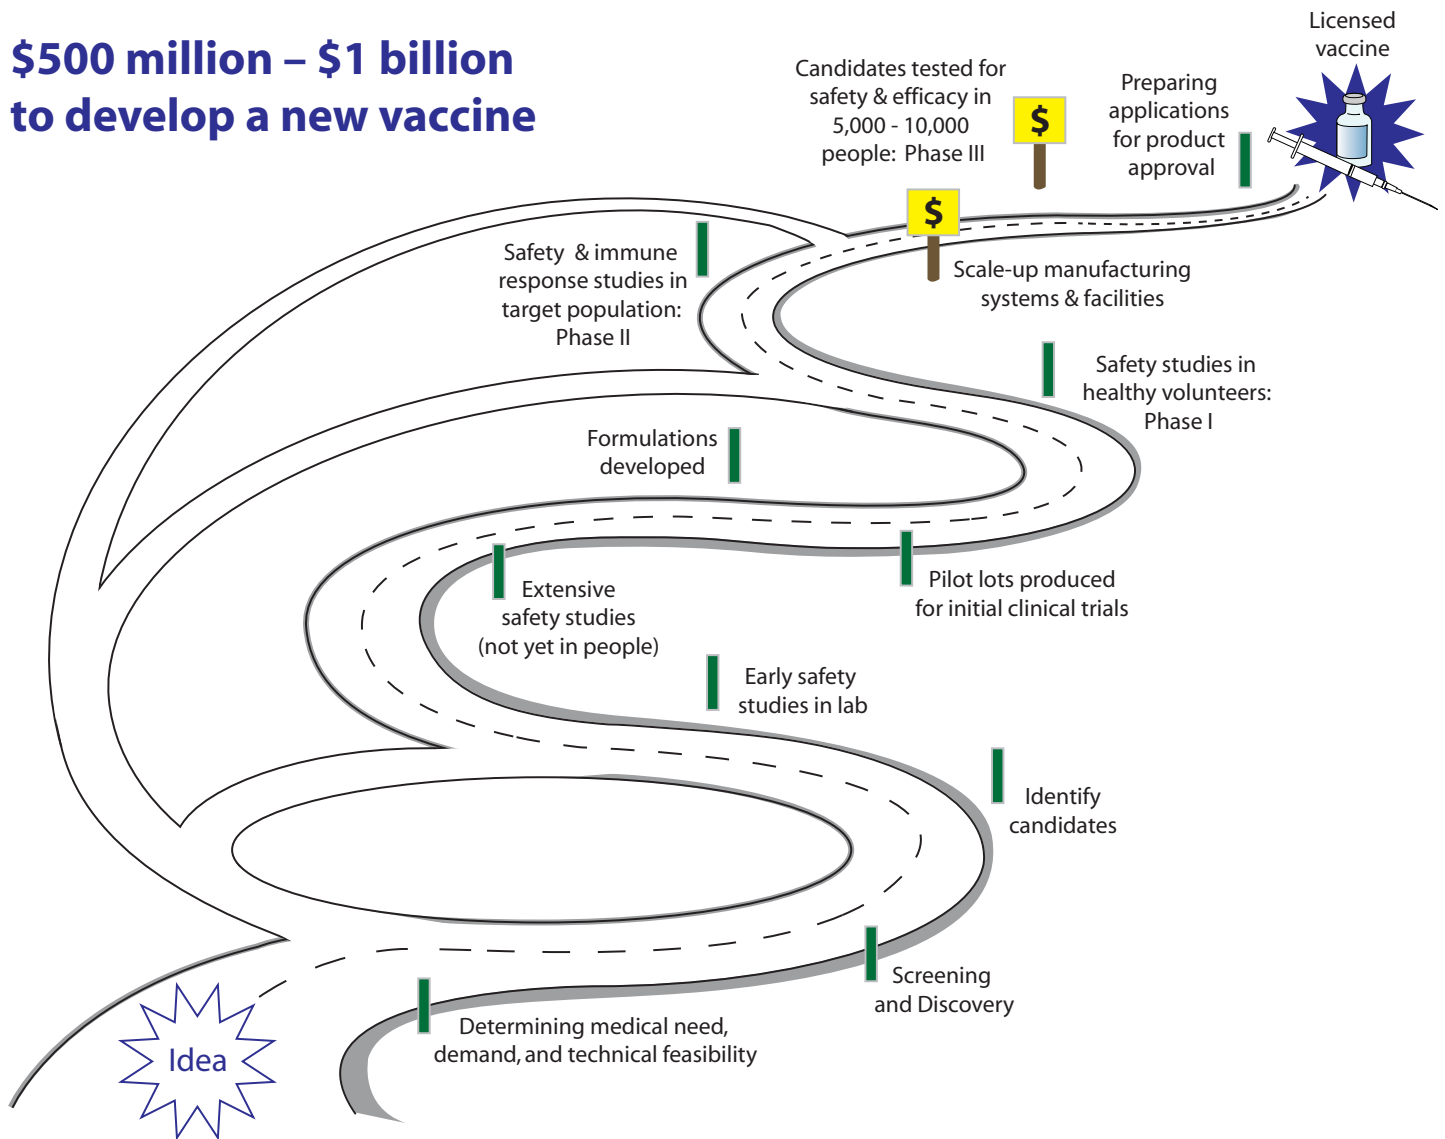 $500 million – $1 billion
to develop a new vaccine
Licensed
vaccine
Candidates tested for
safety & efficacy in
5,000 - 10,000
people: Phase III
$
Preparing
applications
for product
approval
$
Safety & immune
response studies in
target population:
Phase II
Scale-up manufacturing
systems & facilities
Safety studies in
healthy volunteers:
Phase I
Formulations
developed
Pilot lots produced
for initial clinical trials
Extensive
safety studies
(not yet in people)
Early safety
studies in lab
Identify
candidates
Screening
and Discovery
Determining medical need,
demand, and technical feasibility
Idea